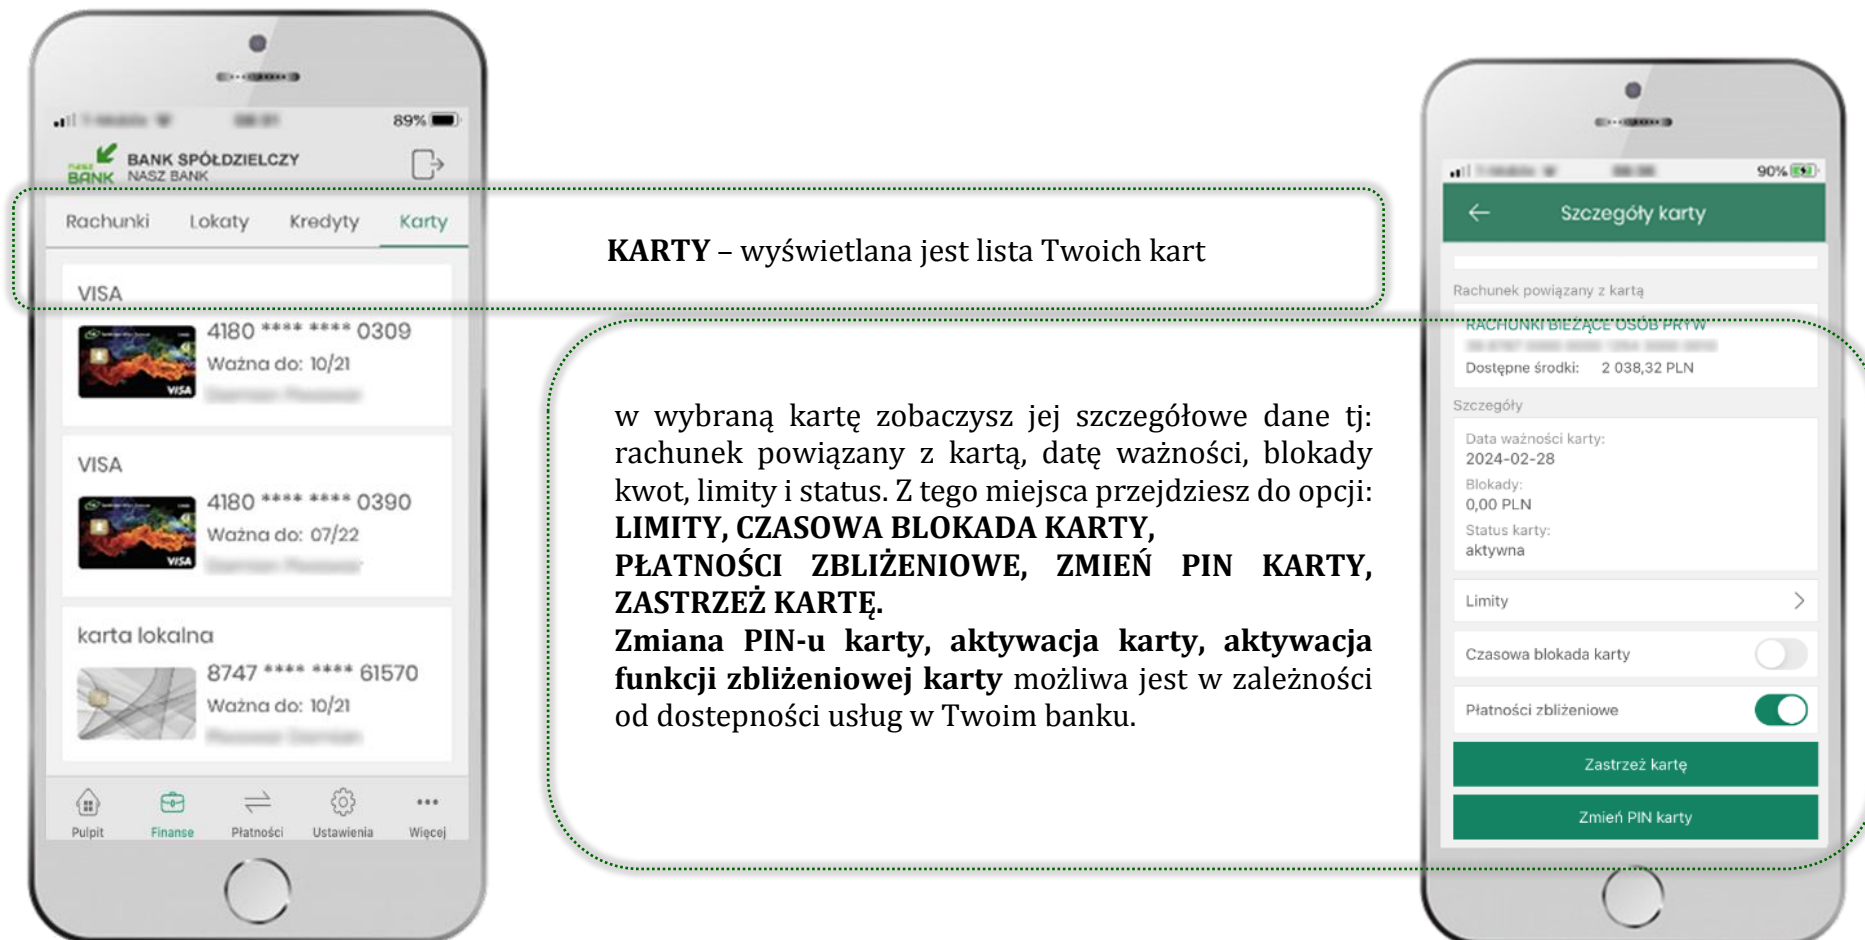 89%
nasz
BANK
BANK SPÓŁDZIELCZY
NASZ BANK
Rachunki Lokaty Kredyty Karty
VISA
4180 **** **** 0309
Ważna do: 10/21
VISA
VISA
4180 **** **** 0390
Ważna do: 07/22
VISA
karta lokalna
8747 **** **** 61570
Ważna do: 10/21
Pulpit Finanse Płatności Ustawienia Więcej
KARTY – wyświetlana jest lista Twoich kart
w wybraną kartę zobaczysz jej szczegółowe dane tj:
rachunek powiązany z kartą, datę ważności, blokady
kwot, limity i status. Z tego miejsca przejdziesz do opcji:
LIMITY, CZASOWA BLOKADA KARTY,
PŁATNOŚCI ZBLIŻENIOWE, ZMIEŃ PIN KARTY,
ZASTRZEŻ KARTĘ.
Zmiana PIN-u karty, aktywacja karty, aktywacja
funkcji zbliżeniowej karty możliwa jest w zależności
od dostepności usług w Twoim banku.
90%
Szczegóły karty
Rachunek powiązany z kartą
RACHUNKI BIEŻĄCE OSÓB PRYW
Dostępne środki: 2 038,32 PLN
Szczegóły
Data ważności karty:
2024-02-28
Blokady:
0,00 PLN
Status karty:
aktywna
Limity
Czasowa blokada karty
Płatności zbliżeniowe
Zastrzeż kartę
Zmień PIN karty